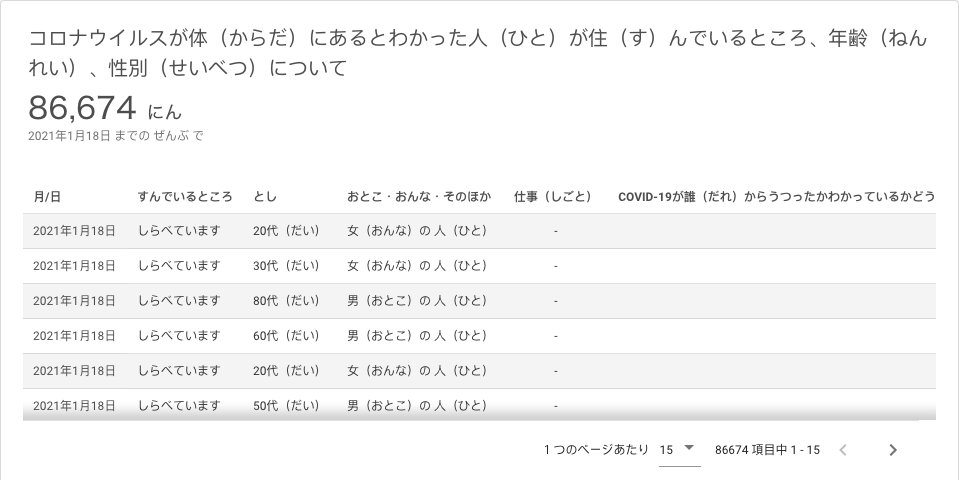 コロナウイルスが体（からだ）にあるとわかった人（ひと）が住（す）んでいるところ、年齢（ねん
れい）、性別（せいべつ）について
86,674 にん
2021年1月18日 までの ぜんぶ で
月/日 すんでいるところ とし おとこ・おんな・そのほか 仕事（しごと） COVID-19が誰（だれ）からうつったかわかっているかどう
2021年1月18日 しらべています 20代（だい） 女（おんな）の 人（ひと） -
2021年1月18日 しらべています 30代（だい） 女（おんな）の 人（ひと） -
2021年1月18日 しらべています 80代（だい） 男（おとこ）の 人（ひと） -
2021年1月18日 しらべています 60代（だい） 男（おとこ）の 人（ひと） -
2021年1月18日 しらべています 20代（だい） 女（おんな）の 人（ひと） -
2021年1月18日 しらべています 50代（だい） 男（おとこ）の 人（ひと） -
1 つのページあたり 15 86674 項目中 1 - 15